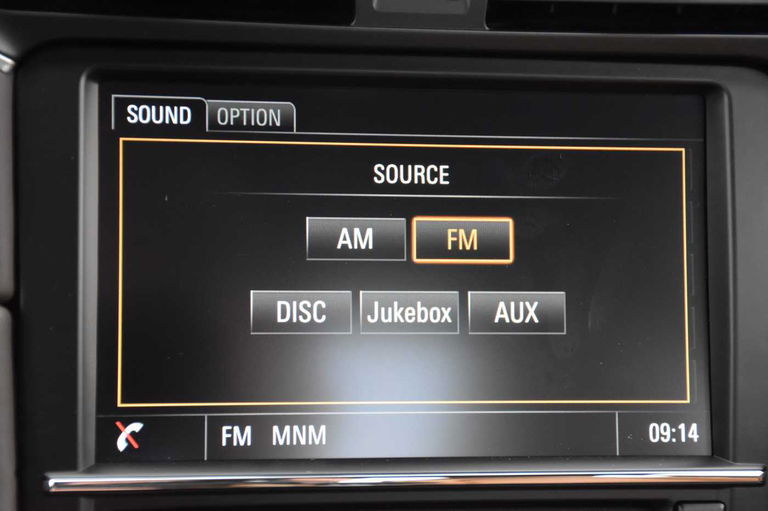 SOUND OPTION
SOURCE
AM FM
DISC Jukebox AUX
FM MNM 09:14